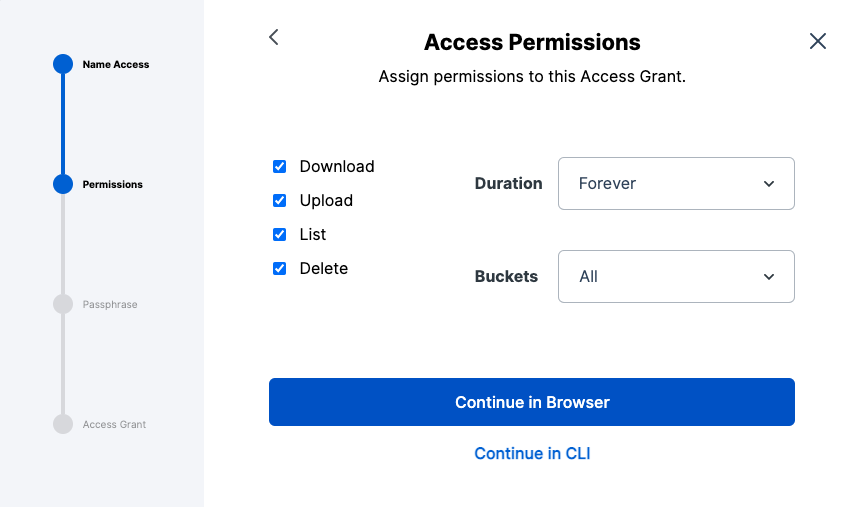 Name Access
Permissions
Passphrase
Access Grant
Access Permissions
Assign permissions to this Access Grant.
Download
Upload
List
Delete
Duration
Forever
Buckets
All
Continue in Browser
Continue in CLI